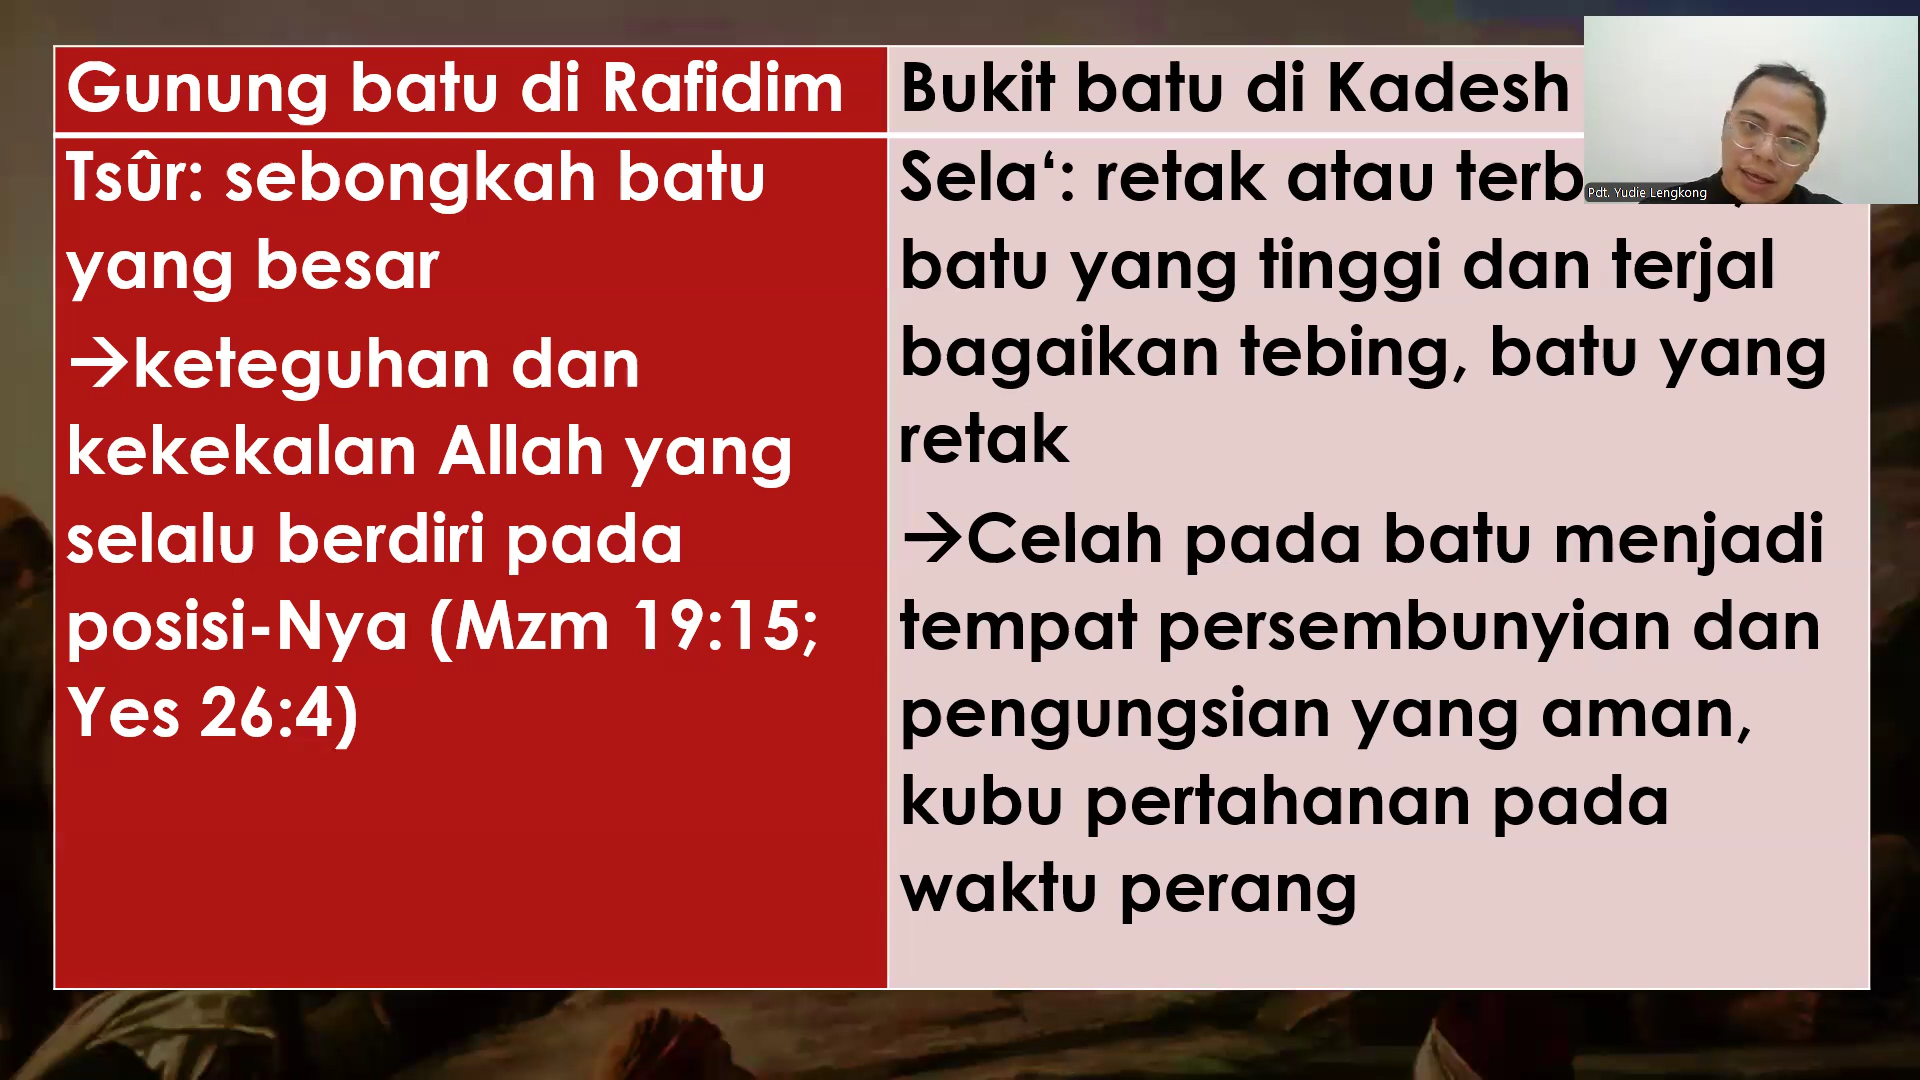 Gunung batu di Rafidim
Bukit batu di Kadesh
Tsûr: sebongkah batu
yang besar
→keteguhan dan
kekekalan Allah yang
selalu berdiri pada
posisi-Nya (Mzm 19:15;
Yes 26:4)
Sela‘: retak atau
batu yang tinggi dan terjal
bagaikan tebing, batu yang
retak
→Celah pada batu menjadi
tempat persembunyian dan
pengungsian yang aman,
kubu pertahanan pada
waktu perang
Pdt. Yudie Lengkong